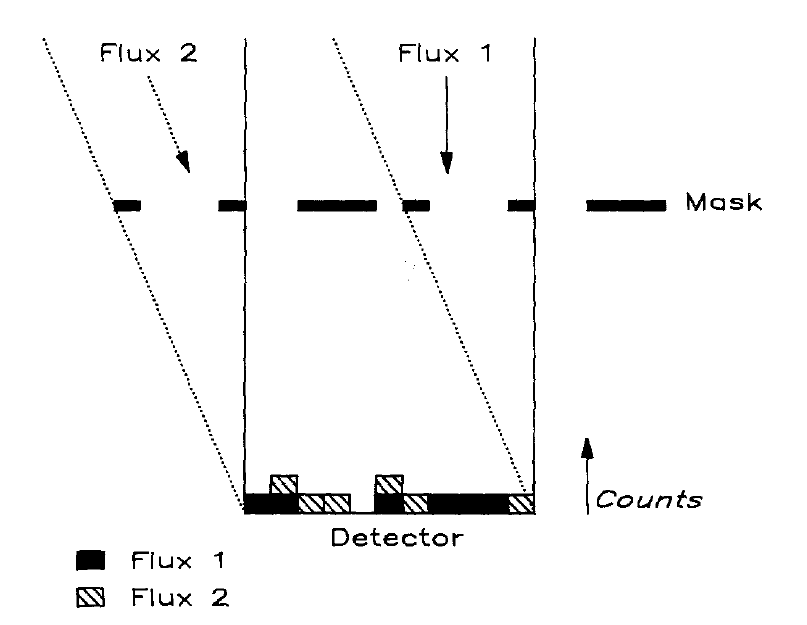 Flux 2
Flux 1
Mask
Counts
Detector
Flux 1
Flux 2